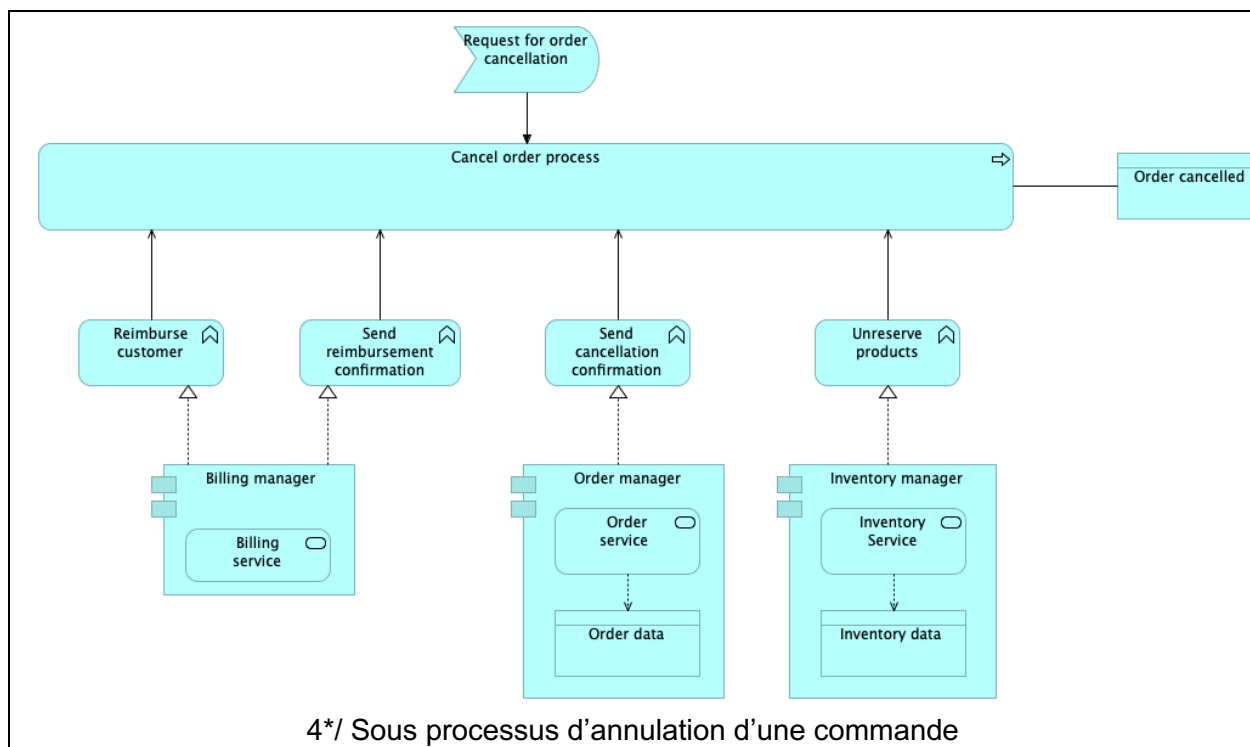 Request for order
cancellation
Cancel order process
Order cancelled
Reimburse
customer
Send
reimbursement
confirmation
Send
cancellation
confirmation
Unreserve
products
Billing manager
Billing
service
Order manager
Order
service
Order data
Inventory manager
Inventory
Service
Inventory data
4*/ Sous processus d’annulation d’une commande